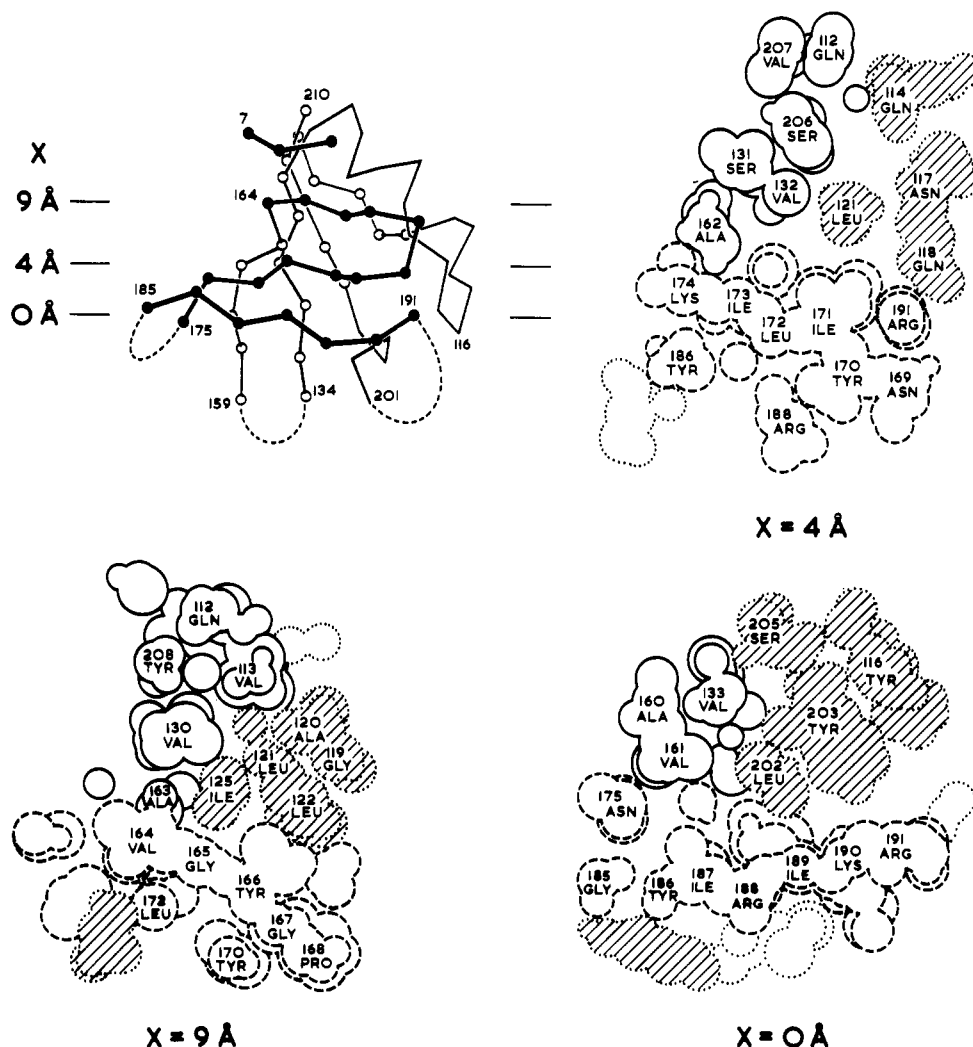 210
7
X
164
9 Å
4 Å
185
0 Å
175
191
116
159
134
201
207 VAL
112 GLN
114 GLN
206 SER
131 SER
132 VAL
117 ASN
121 LEU
162 ALA
118 GLN
174 LYS
173 ILE
172 LEU
171 ILE
191 ARG
186 TYR
170 TYR
169 ASN
188 ARG
X = 4 Å
112 GLN
208 TYR
113 VAL
130 VAL
120 ALA
121 LEU
119 GLY
125 ILE
163 ALA
122 LEU
164 VAL
165 GLY
166 TYR
172 LEU
167 GLY
170 TYR
168 PRO
X = 9 Å
205 SER
116 TYR
160 ALA
133 VAL
203 TYR
161 VAL
202 LEU
175 ASN
185 GLY
186 TYR
187 ILE
188 ARG
189 ILE
190 LYS
191 ARG
X = 0 Å